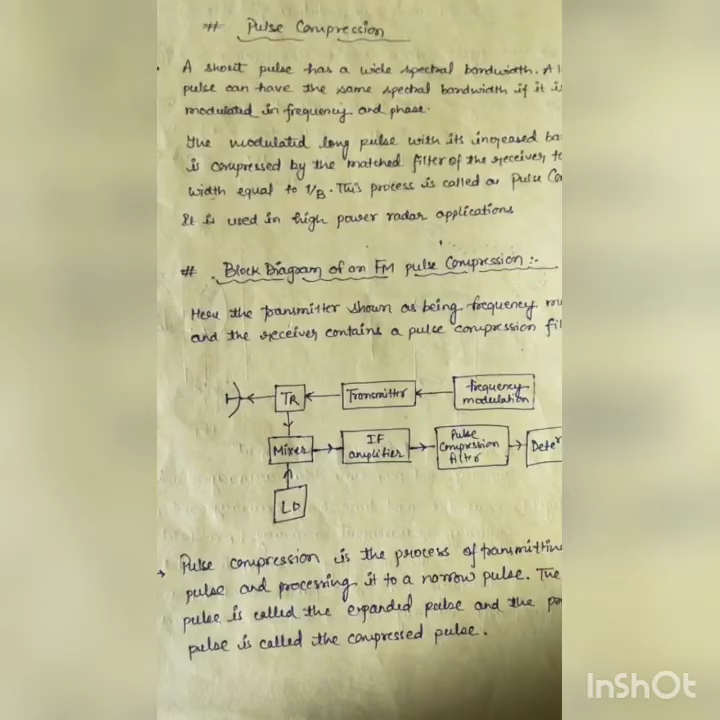 # Pulse Compression
A short pulse has a wide spectral bandwidth. A l
pulse can have the same spectral bandwidth if it is
modulated in frequency and phase.
The modulated long pulse with its increased ba
is compressed by the matched filter of the receiver to
width equal to 1/B. This process is called as Pulse Co
It is used in high power radar applications
# Block Diagram of an FM pulse Compression :-
Here the transmitter shown as being frequency mo
and the receiver contains a pulse compression fil
TR
Transmitter
frequency
modulation
Mixer
IF
amplifier
Pulse
Compression
filter
Detec
LO
Pulse compression is the process of transmittin
pulse and processing it to a narrow pulse. The
pulse is called the expanded pulse and the p
pulse is called the compressed pulse.
InShOt